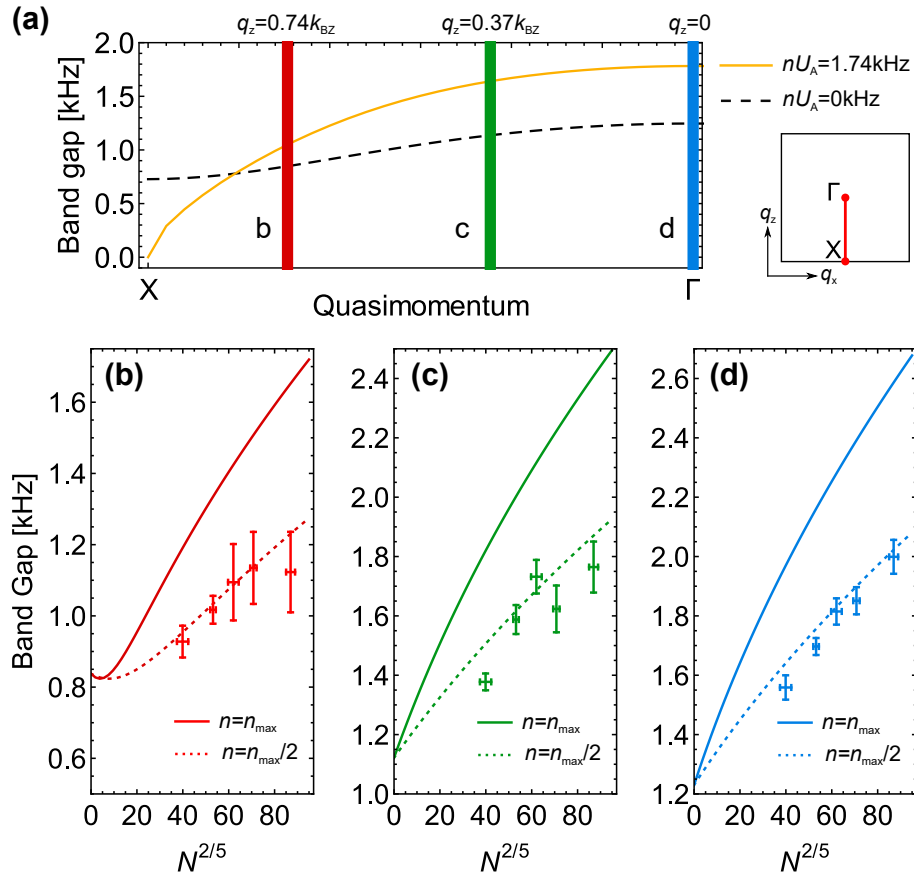 (a)
q_z=0.74k_BZ
q_z=0.37k_BZ
q_z=0
2.0
1.5
1.0
0.5
0.0
Band gap [kHz]
b
c
d
X
Γ
Quasimomentum
nU_A=1.74kHz
nU_A=0kHz
Γ
X
q_z
q_x
(b)
1.6
1.4
1.2
1.0
0.8
0.6
Band Gap [kHz]
n=n_max
n=n_max/2
0 20 40 60 80
N^2/5
(c)
2.4
2.2
2.0
1.8
1.6
1.4
1.2
1.0
n=n_max
n=n_max/2
0 20 40 60 80
N^2/5
(d)
2.6
2.4
2.2
2.0
1.8
1.6
1.4
1.2
n=n_max
n=n_max/2
0 20 40 60 80
N^2/5